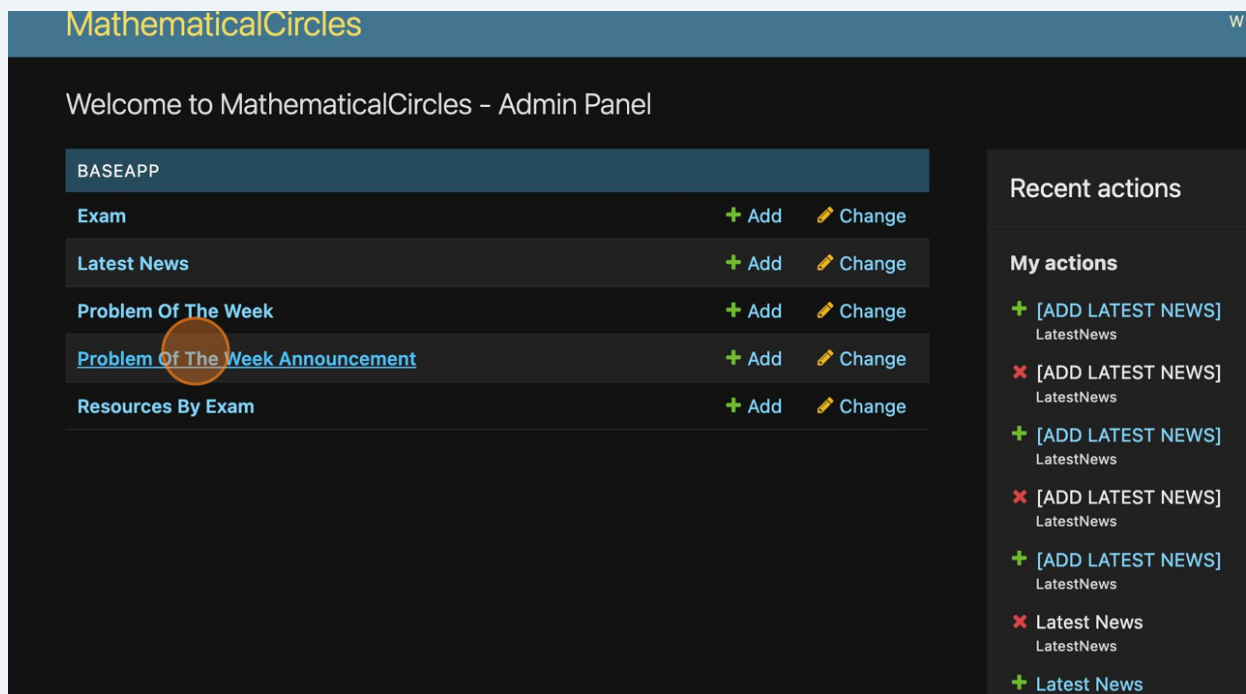 MathematicalCircles
W
Welcome to MathematicalCircles - Admin Panel
BASEAPP
Exam + Add Change
Latest News + Add Change
Problem Of The Week + Add Change
Problem Of The Week Announcement + Add Change
Resources By Exam + Add Change
Recent actions
My actions
[ADD LATEST NEWS]
LatestNews
[ADD LATEST NEWS]
LatestNews
[ADD LATEST NEWS]
LatestNews
[ADD LATEST NEWS]
LatestNews
[ADD LATEST NEWS]
LatestNews
Latest News
LatestNews
Latest News